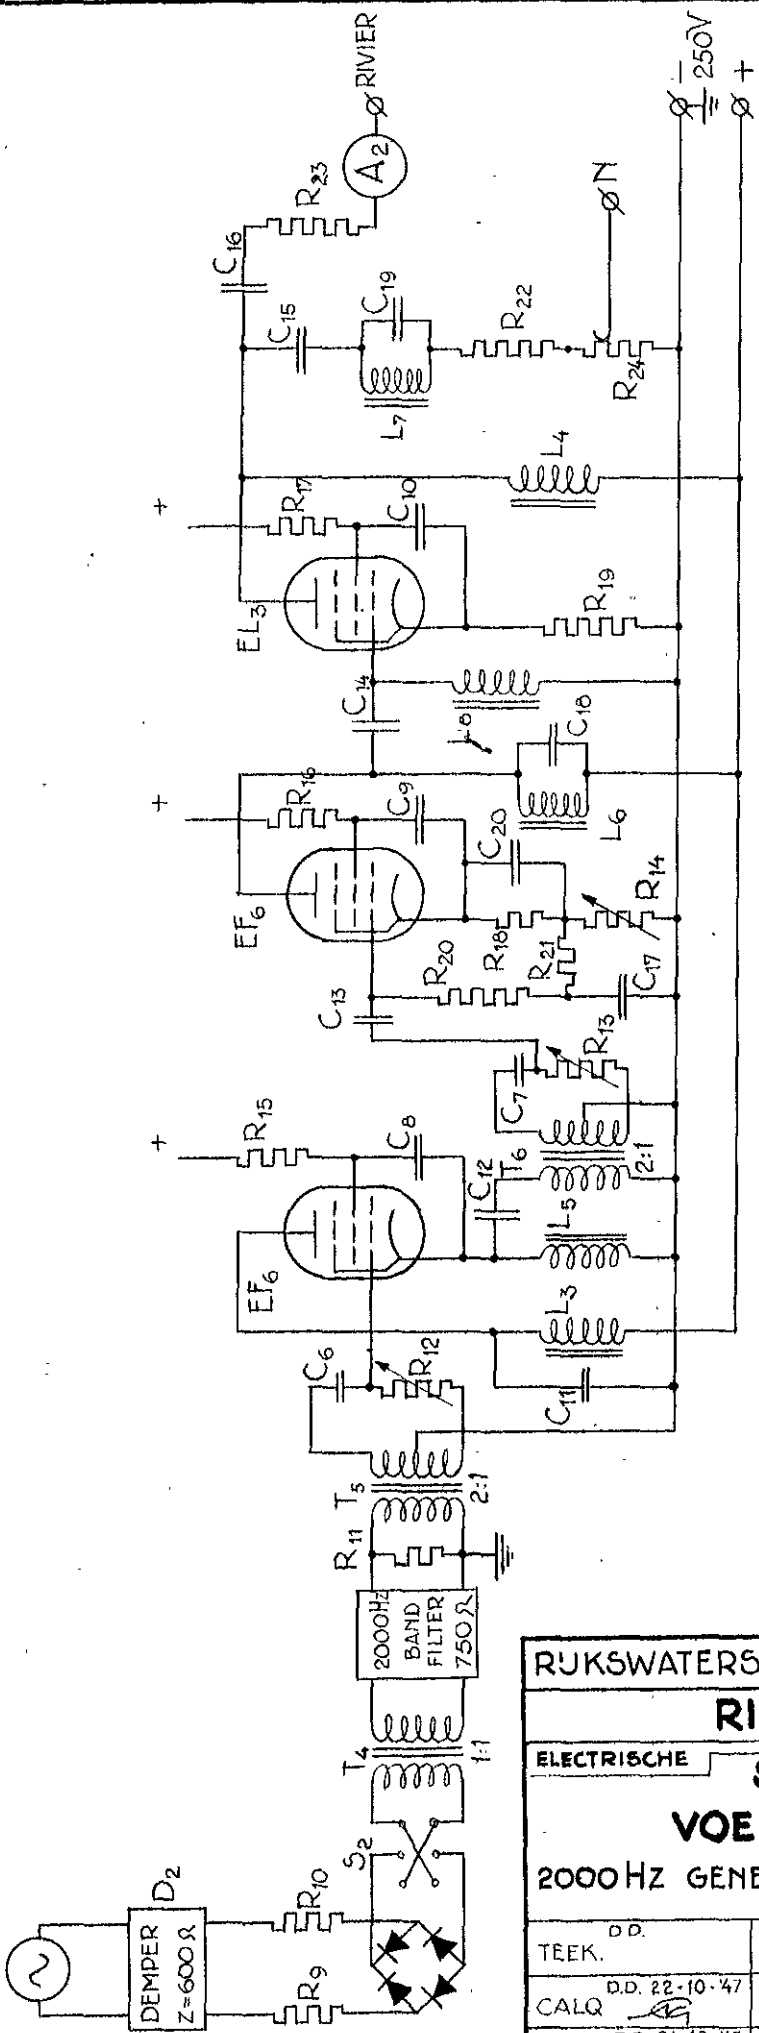 D2
DEMPER
Z=600Ω
R9
R10
S2
T4
1:1
2000Hz
BAND
FILTER
750Ω
R11
T5
2:1
C6
R12
C11
L3
EF6
+
R15
C8
L5
C12
T6
2:1
C7
R13
C13
C17
R20
R21
R18
R14
C20
EF6
+
R16
C9
L6
C18
C14
L8
EL3
+
R17
C10
R19
L4
C15
L7
C19
R22
R24
N
C16
R23
A2
RIVIER
-
250V
+
RIJKSWATERS
RI
ELECTRISCHE
VOE
2000 HZ GENE
D.D.
TEEK.
D.D. 22-10-'47
CALQ